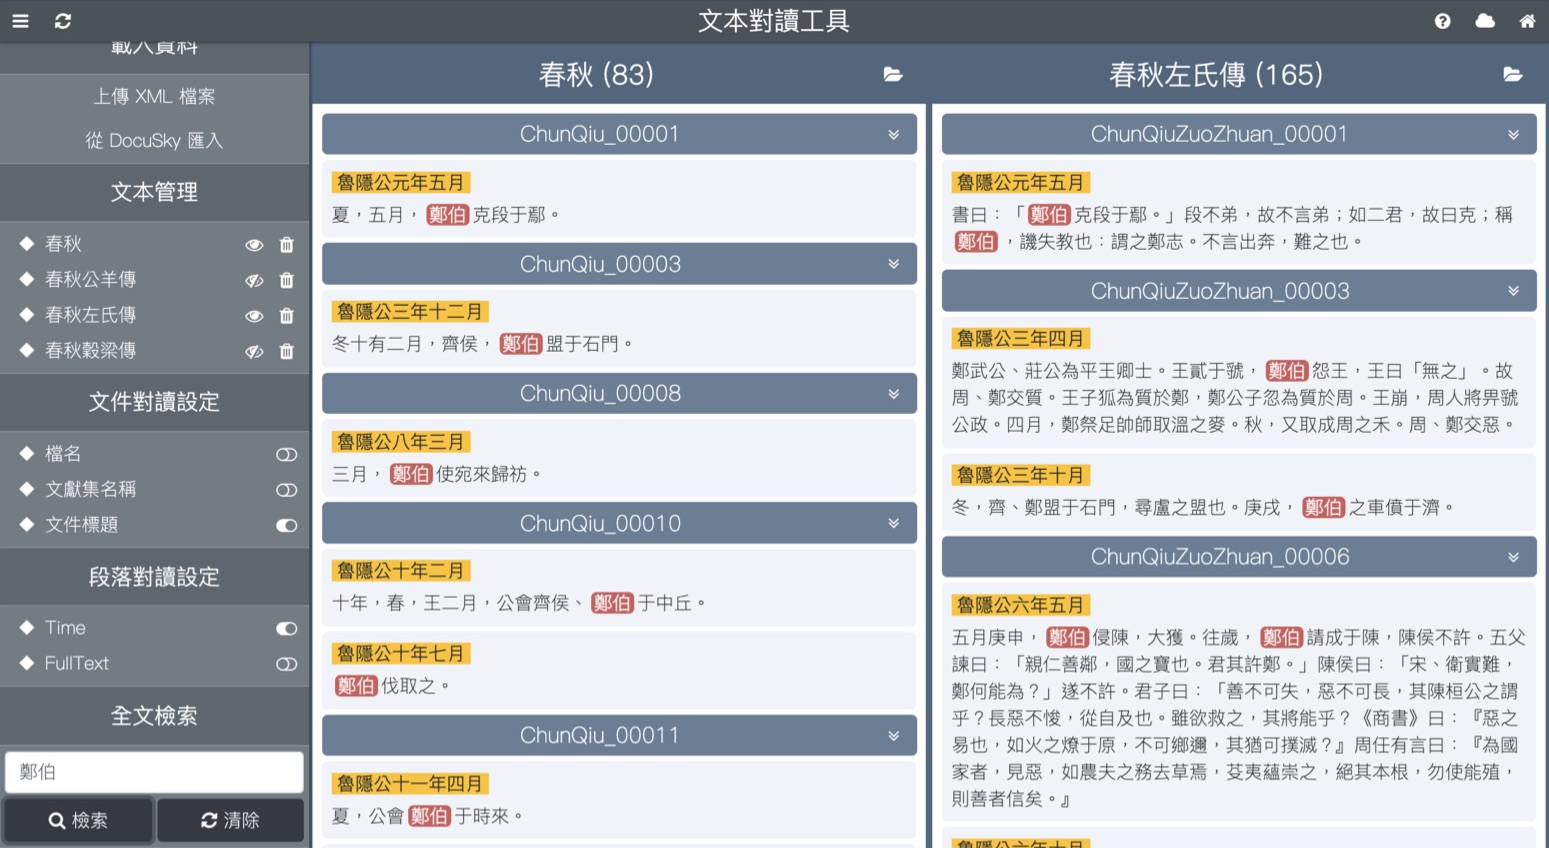 文本對讀工具
載入資料
上傳 XML 檔案
從 DocuSky 匯入
文本管理
春秋
春秋公羊傳
春秋左氏傳
春秋穀梁傳
文件對讀設定
檔名
文獻集名稱
文件標題
段落對讀設定
Time
FullText
全文檢索
鄭伯
檢索
清除
春秋 (83)
ChunQiu_00001
魯隱公元年五月
夏，五月，鄭伯克段于鄢。
ChunQiu_00003
魯隱公三年十二月
冬十有二月，齊侯，鄭伯盟于石門。
ChunQiu_00008
魯隱公八年三月
三月，鄭伯使宛來歸祊。
ChunQiu_00010
魯隱公十年二月
十年，春，王二月，公會齊侯、鄭伯于中丘。
魯隱公十年七月
鄭伯伐取之。
ChunQiu_00011
魯隱公十一年四月
夏，公會鄭伯于時來。
春秋左氏傳 (165)
ChunQiuZuoZhuan_00001
魯隱公元年五月
書曰：「鄭伯克段于鄢。」段不弟，故不言弟；如二君，故曰克；稱
鄭伯，譏失教也：謂之鄭志。不言出奔，難之也。
ChunQiuZuoZhuan_00003
魯隱公三年四月
鄭武公、莊公為平王卿士。王貳于虢，鄭伯怨王，王曰「無之」。故
周、鄭交質。王子狐為質於鄭，鄭公子忽為質於周。王崩，周人將畀虢
公政。四月，鄭祭足帥師取溫之麥。秋，又取成周之禾。周、鄭交惡。
魯隱公三年十月
冬，齊、鄭盟于石門，尋盧之盟也。庚戌，鄭伯之車僨于濟。
ChunQiuZuoZhuan_00006
魯隱公六年五月
五月庚申，鄭伯侵陳，大獲。往歲，鄭伯請成于陳，陳侯不許。五父
諫曰：「親仁善鄰，國之寶也。君其許鄭。」陳侯曰：「宋、衛實難，
鄭何能為？」遂不許。君子曰：「善不可失，惡不可長，其陳桓公之謂
乎？長惡不悛，從自及也。雖欲救之，其將能乎？《商書》曰：『惡之
易也，如火之燎于原，不可鄉邇，其猶可撲滅？』周任有言曰：『為國
家者，見惡，如農夫之務去草焉，芟夷蘊崇之，絕其本根，勿使能殖，
則善者信矣。』
魯隱公六年十月